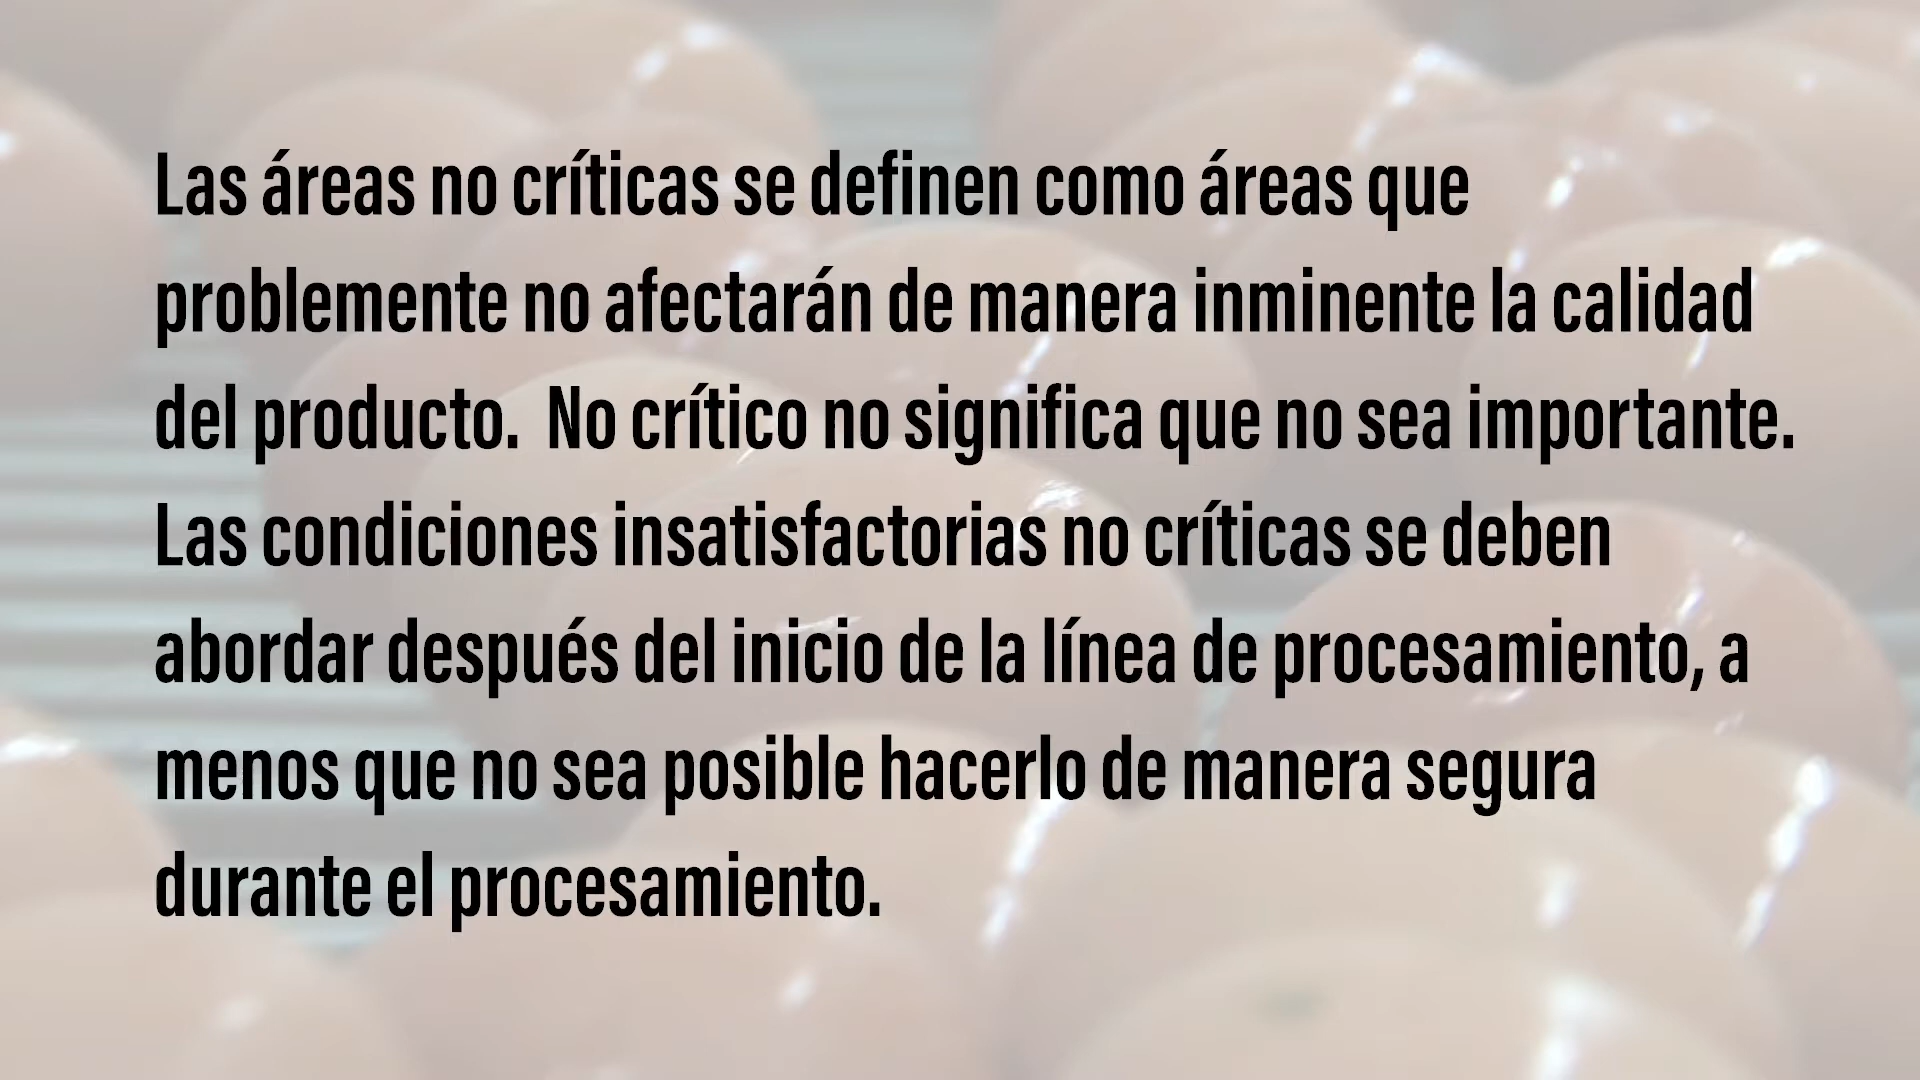 Las áreas no críticas se definen como áreas que
problemente no afectarán de manera inminente la calidad
del producto.  No crítico no significa que no sea importante.
Las condiciones insatisfactorias no críticas se deben
abordar después del inicio de la línea de procesamiento, a
menos que no sea posible hacerlo de manera segura
durante el procesamiento.